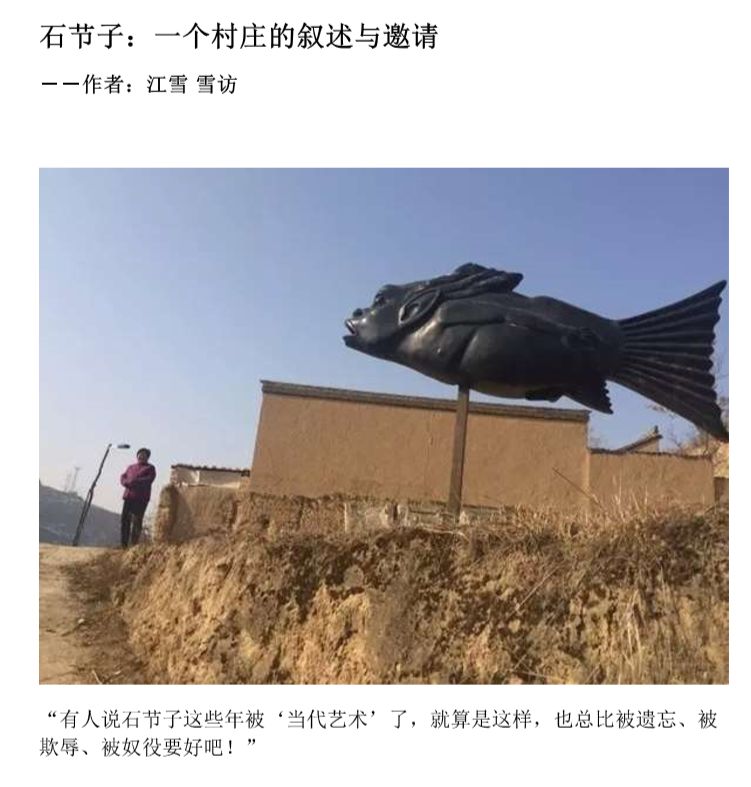 石节子：一个村庄的叙述与邀请
——作者：江雪 雪访
“有人说石节子这些年被‘当代艺术’了，就算是这样，也总比被遗忘、被
欺辱、被奴役要好吧！”